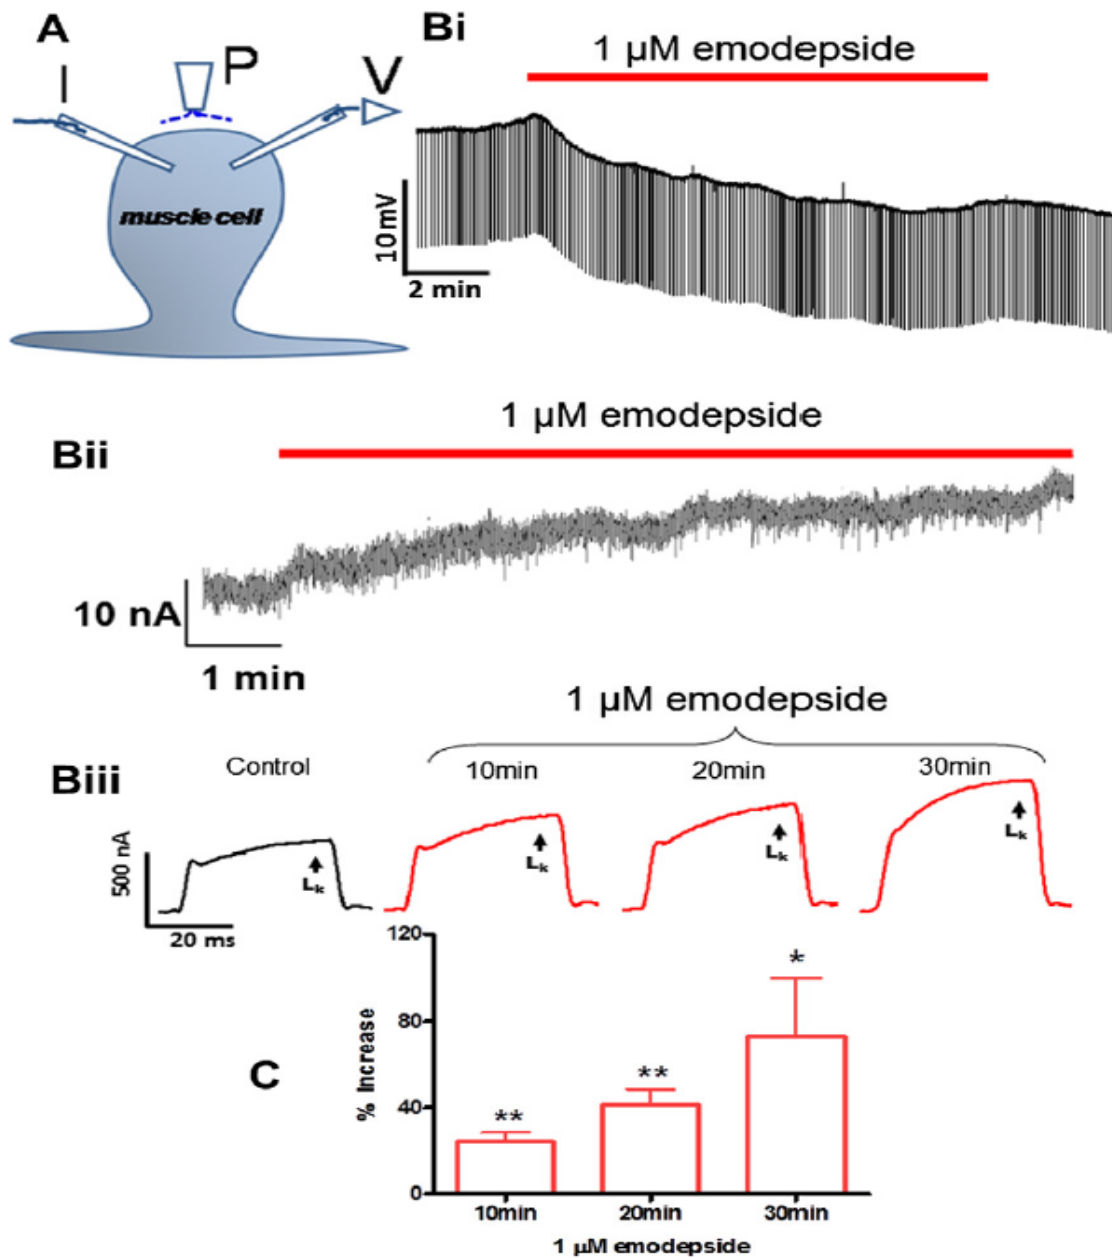 A
I
P
V
muscle cell
Bi
1 µM emodepside
10 mV
2 min
Bii
1 µM emodepside
10 nA
1 min
1 µM emodepside
Biii
Control
10min
20min
30min
500 nA
20 ms
Lk
Lk
Lk
Lk
C
% Increase
120
80
40
0
**
**
*
10min
20min
30min
1 µM emodepside